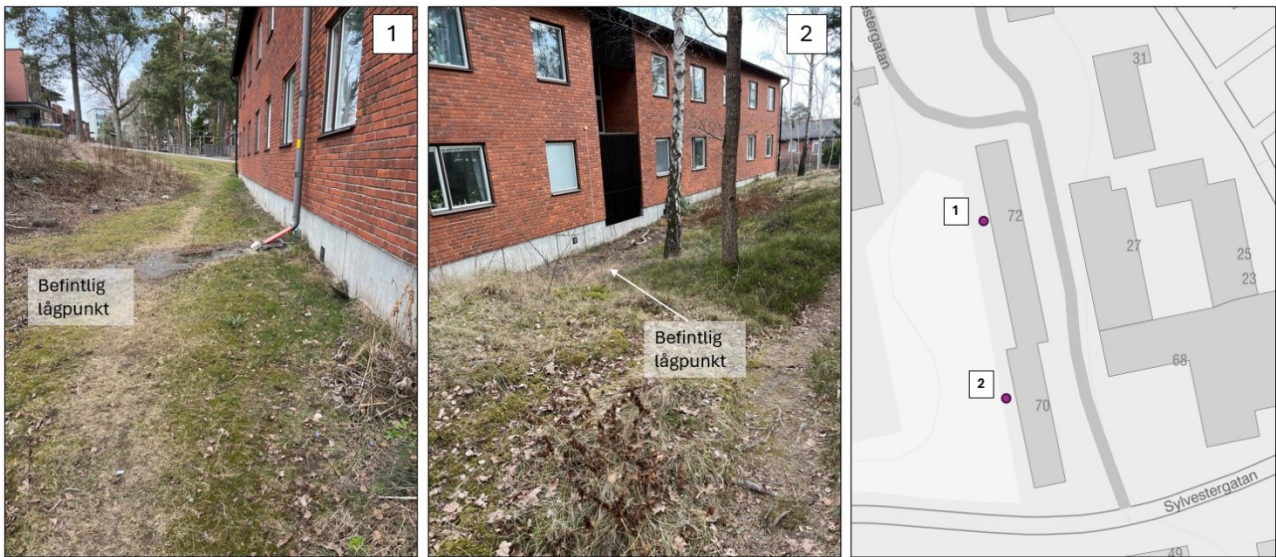 1
Befintlig
lågpunkt
2
Befintlig
lågpunkt
Sylvestergatan
31
4
1
72
27
25
23
68
2
70
Sylvestergatan
49